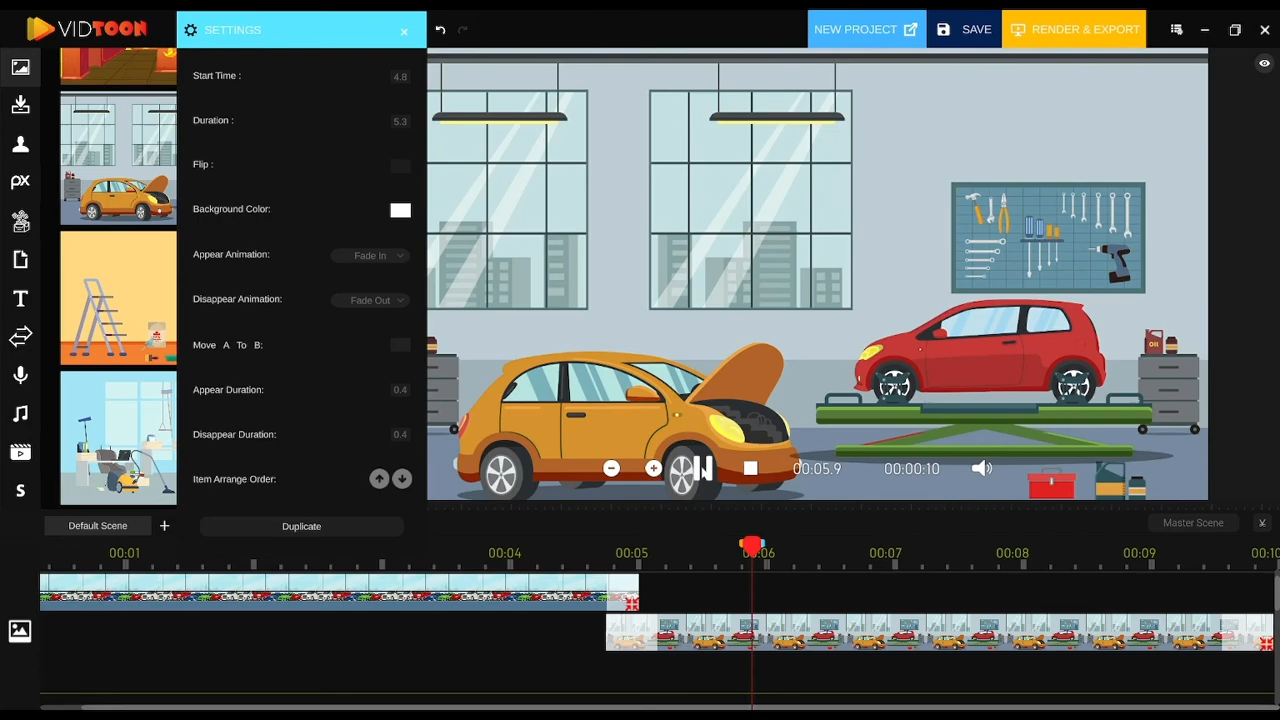 VIDTOON
SETTINGS
×
NEW PROJECT
SAVE
RENDER & EXPORT
Start Time : 4.8
Duration : 5.3
Flip :
Background Color:
Appear Animation: Fade In
Disappear Animation: Fade Out
Move A To B:
Appear Duration: 0.4
Disappear Duration: 0.4
Item Arrange Order:
Duplicate
PX
T
S
OIL
00:05.9
00:00:10
Default Scene +
Master Scene
00:01
00:04
00:05
00:06
00:07
00:08
00:09
00:10